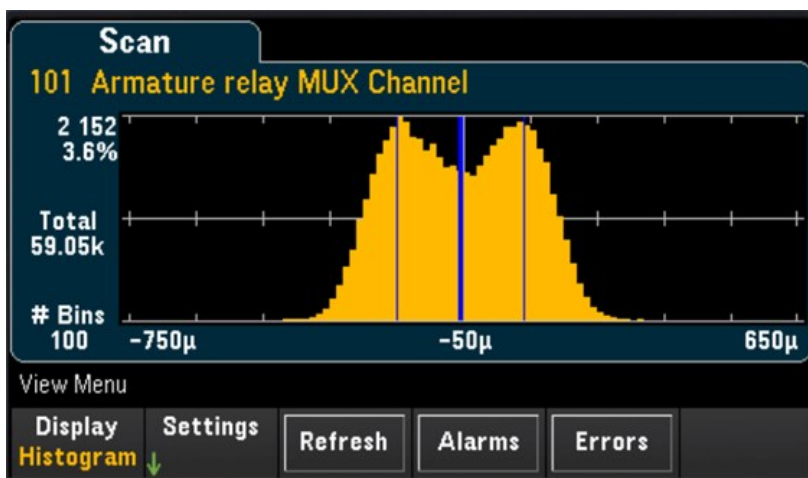 Scan
101 Armature relay MUX Channel
2 152
3.6%
Total
59.05k
# Bins
100
-750µ -50µ 650µ
View Menu
Display Settings Refresh Alarms Errors
Histogram